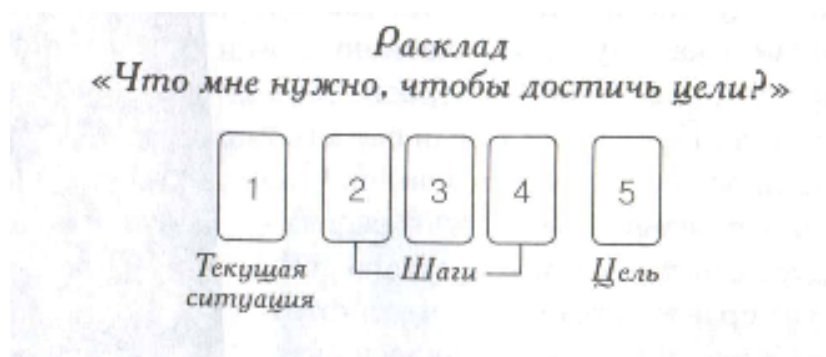 Расклад
«Что мне нужно, чтобы достичь цели?»
1 2 3 4 5
Текущая ситуация
Шаги
Цель